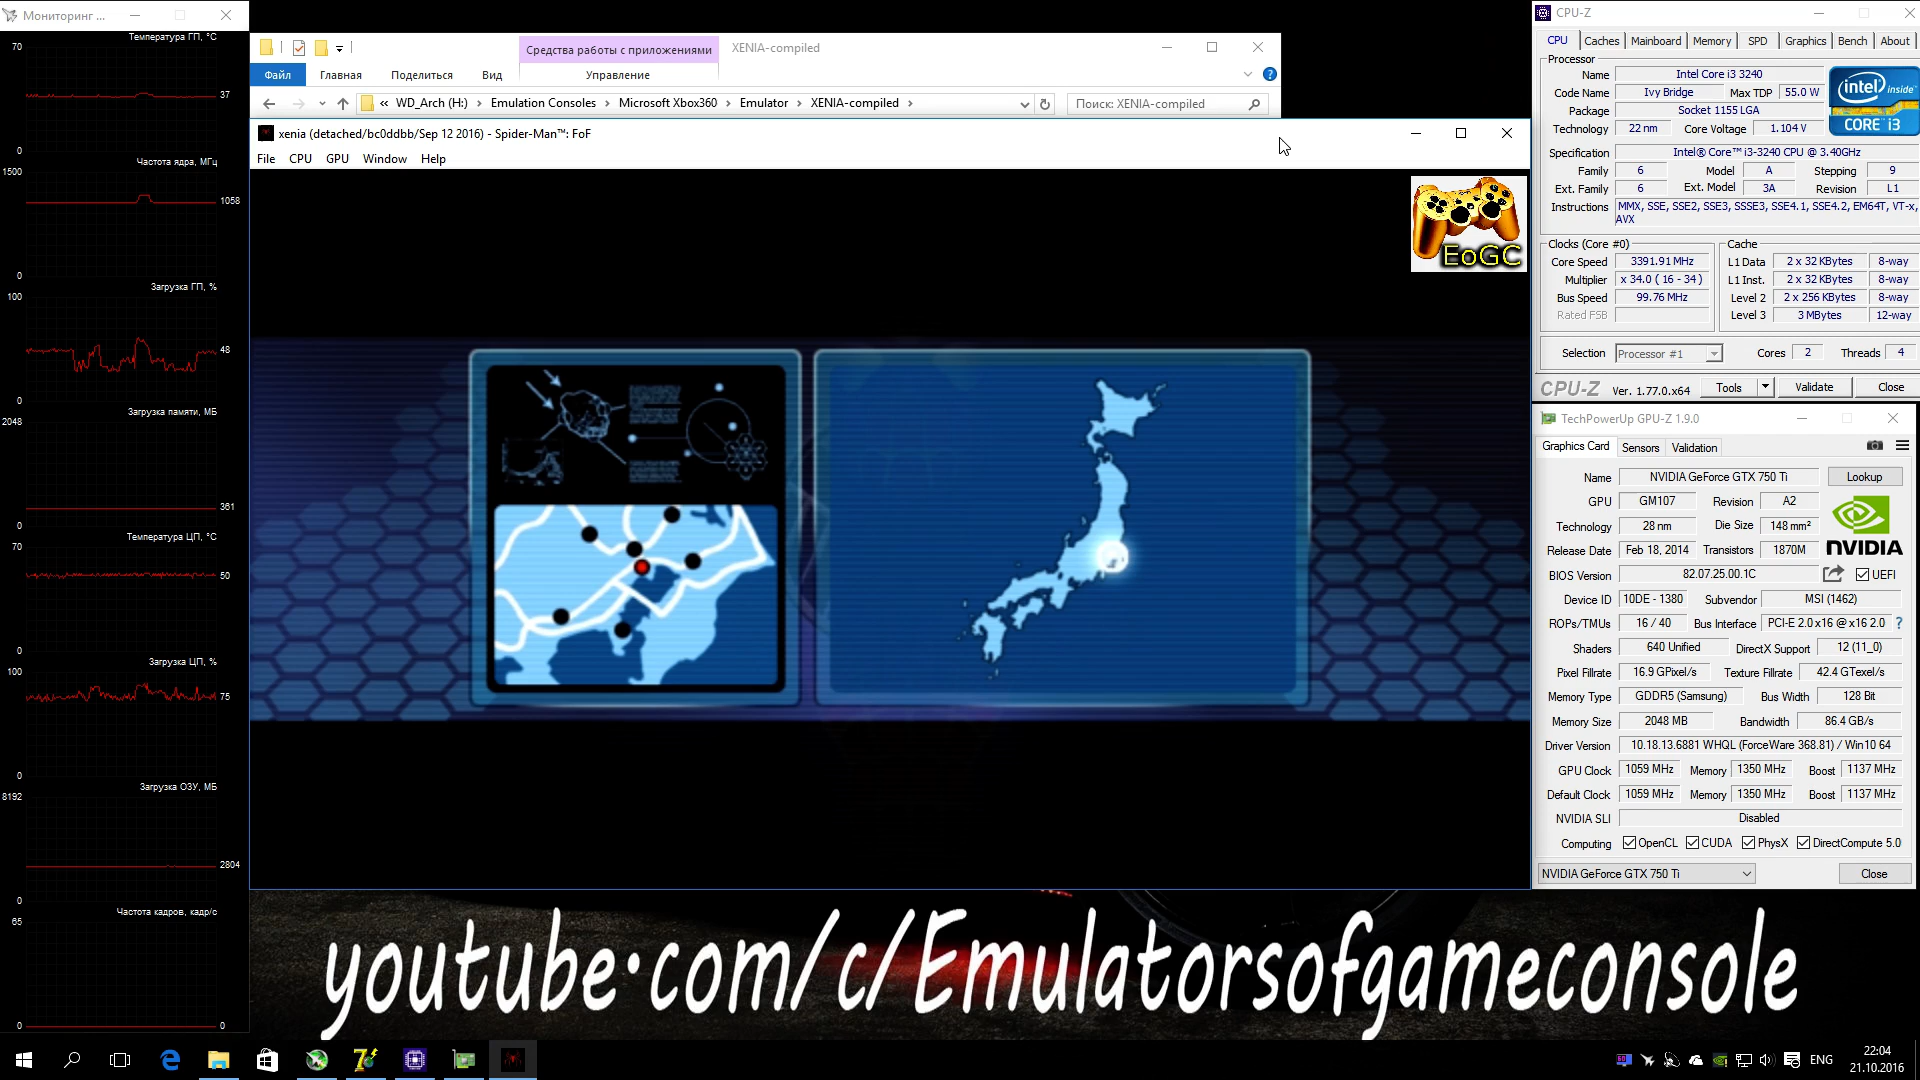 Мониторинг ...
Температура ГП, °C
70
37
0
Частота ядра, МГц
1500
1058
0
Загрузка ГП, %
100
48
0
Загрузка памяти, МБ
2048
361
0
Температура ЦП, °C
70
50
0
Загрузка ЦП, %
100
75
0
Загрузка ОЗУ, МБ
8192
2804
0
Частота кадров, кадр/с
65
0 0
Средства работы с приложениями XENIA-compiled
Файл Главная Поделиться Вид Управление
« WD_Arch (H:) › Emulation Consoles › Microsoft Xbox360 › Emulator › XENIA-compiled › Поиск: XENIA-compiled
xenia (detached/bc0ddbb/Sep 12 2016) - Spider-Man™: FoF
File CPU GPU Window Help
EoGC
CPU-Z
CPU Caches Mainboard Memory SPD Graphics Bench About
Processor
Name Intel Core i3 3240
Code Name Ivy Bridge Max TDP 55.0 W
Package Socket 1155 LGA
Technology 22 nm Core Voltage 1.104 V
intel inside™
CORE i3
Specification Intel® Core™ i3-3240 CPU @ 3.40GHz
Family 6 Model A Stepping 9
Ext. Family 6 Ext. Model 3A Revision L1
Instructions MMX, SSE, SSE2, SSE3, SSSE3, SSE4.1, SSE4.2, EM64T, VT-x,
AVX
Clocks (Core #0) Cache
Core Speed 3391.91 MHz L1 Data 2 x 32 KBytes 8-way
Multiplier x 34.0 ( 16 - 34 ) L1 Inst. 2 x 32 KBytes 8-way
Bus Speed 99.76 MHz Level 2 2 x 256 KBytes 8-way
Rated FSB Level 3 3 MBytes 12-way
Selection Processor #1 Cores 2 Threads 4
CPU-Z Ver. 1.77.0.x64 Tools Validate Close
TechPowerUp GPU-Z 1.9.0
Graphics Card Sensors Validation
Name NVIDIA GeForce GTX 750 Ti Lookup
GPU GM107 Revision A2
Technology 28 nm Die Size 148 mm²
Release Date Feb 18, 2014 Transistors 1870M
NVIDIA
BIOS Version 82.07.25.00.1C UEFI
Device ID 10DE - 1380 Subvendor MSI (1462)
ROPs/TMUs 16 / 40 Bus Interface PCI-E 2.0 x16 @ x16 2.0 ?
Shaders 640 Unified DirectX Support 12 (11_0)
Pixel Fillrate 16.9 GPixel/s Texture Fillrate 42.4 GTexel/s
Memory Type GDDR5 (Samsung) Bus Width 128 Bit
Memory Size 2048 MB Bandwidth 86.4 GB/s
Driver Version 10.18.13.6881 WHQL (ForceWare 368.81) / Win10 64
GPU Clock 1059 MHz Memory 1350 MHz Boost 1137 MHz
Default Clock 1059 MHz Memory 1350 MHz Boost 1137 MHz
NVIDIA SLI Disabled
Computing OpenCL CUDA PhysX DirectCompute 5.0
NVIDIA GeForce GTX 750 Ti Close
youtube.com/c/Emulatorsofgameconsole
ENG 22:04
21.10.2016